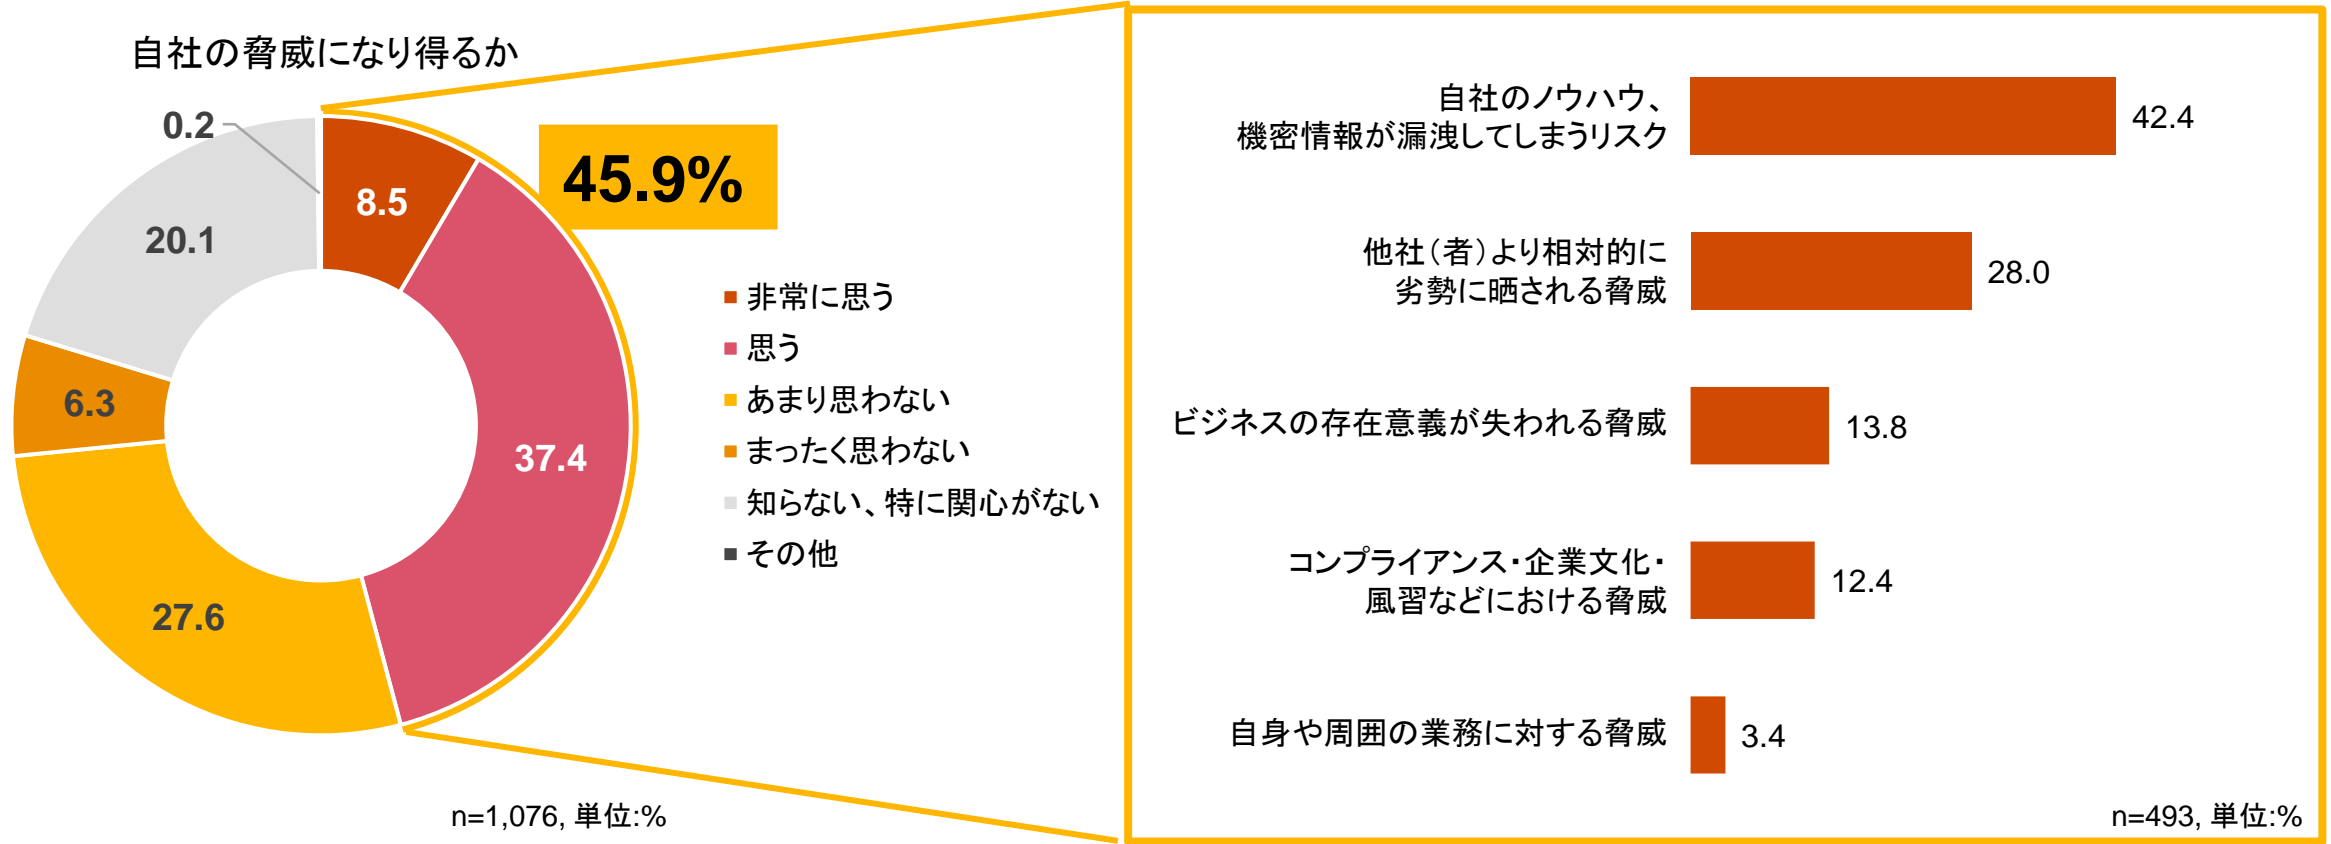 自社の脅威になり得るか
0.2
8.5
45.9%
20.1
6.3
37.4
27.6
非常に思う
思う
あまり思わない
まったく思わない
知らない、特に関心がない
その他
n=1,076, 単位:%
自社のノウハウ、
機密情報が漏洩してしまうリスク
42.4
他社（者）より相対的に
劣勢に晒される脅威
28.0
ビジネスの存在意義が失われる脅威
13.8
コンプライアンス・企業文化・
風習などにおける脅威
12.4
自身や周囲の業務に対する脅威
3.4
n=493, 単位:%